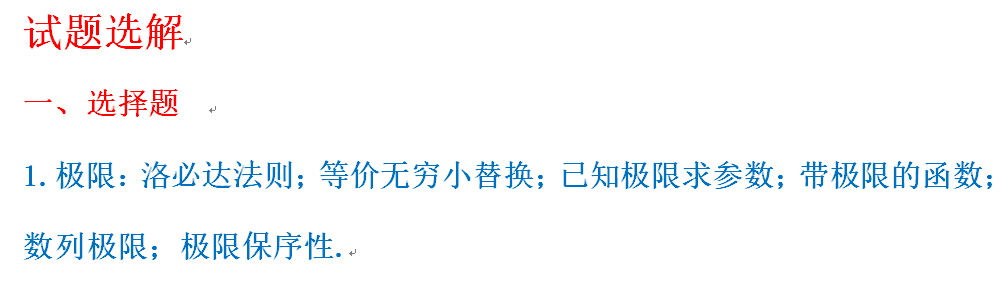 试题选解
一、选择题
1. 极限：洛必达法则；等价无穷小替换；已知极限求参数；带极限的函数；
数列极限；极限保序性.